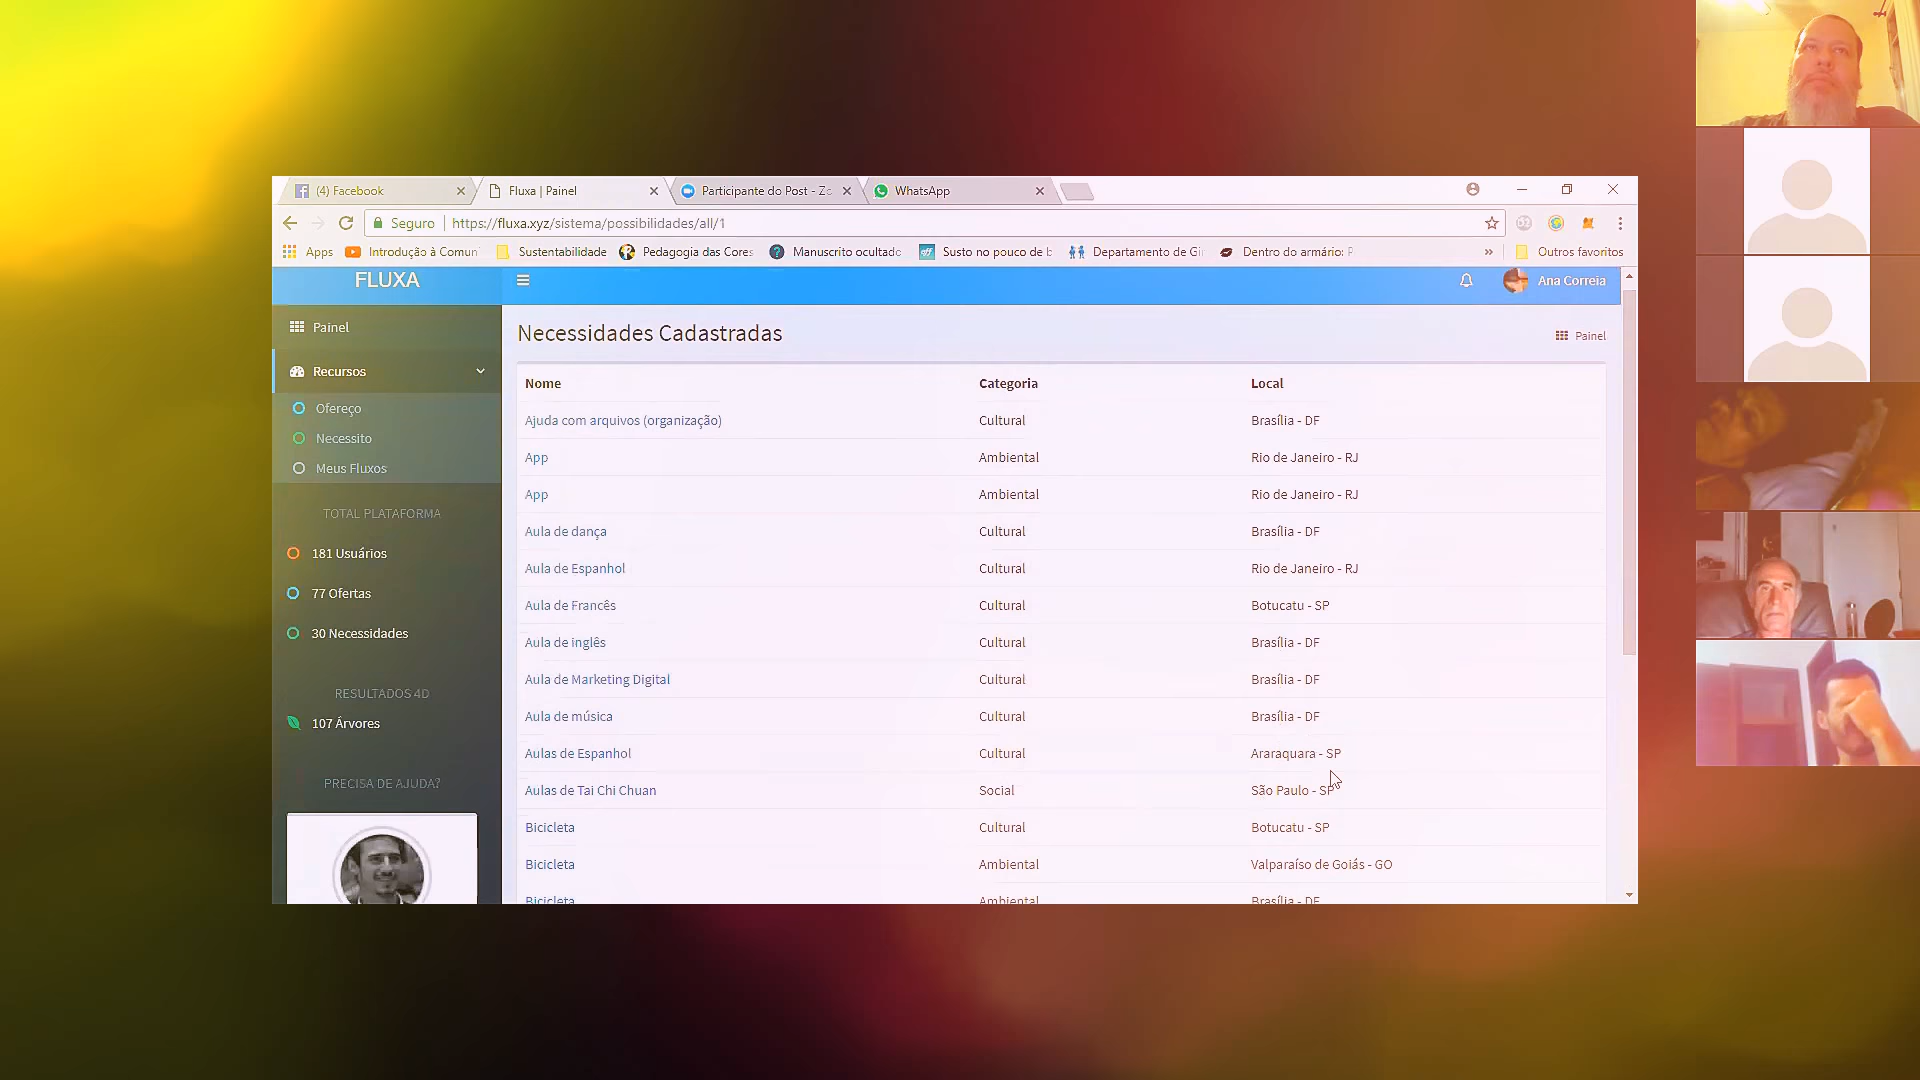 (4) Facebook
Fluxa | Painel
Participante do Post - Zo
WhatsApp
Seguro
https://fluxa.xyz/sistema/possibilidades/all/1
Apps
Introdução à Comun
Sustentabilidade
Pedagogia das Cores
Manuscrito ocultado
Susto no pouco de b
Departamento de Gi
Dentro do armário: P
Outros favoritos
FLUXA
Ana Correia
Painel
Recursos
Ofereço
Necessito
Meus Fluxos
TOTAL PLATAFORMA
181 Usuários
77 Ofertas
30 Necessidades
RESULTADOS 4D
107 Árvores
PRECISA DE AJUDA?
Necessidades Cadastradas
Painel
Nome Categoria Local
Ajuda com arquivos (organização) Cultural Brasília - DF
App Ambiental Rio de Janeiro - RJ
App Ambiental Rio de Janeiro - RJ
Aula de dança Cultural Brasília - DF
Aula de Espanhol Cultural Rio de Janeiro - RJ
Aula de Francês Cultural Botucatu - SP
Aula de inglês Cultural Brasília - DF
Aula de Marketing Digital Cultural Brasília - DF
Aula de música Cultural Brasília - DF
Aulas de Espanhol Cultural Araraquara - SP
Aulas de Tai Chi Chuan Social São Paulo - SP
Bicicleta Cultural Botucatu - SP
Bicicleta Ambiental Valparaíso de Goiás - GO
Bicicleta Ambiental Brasília - DF